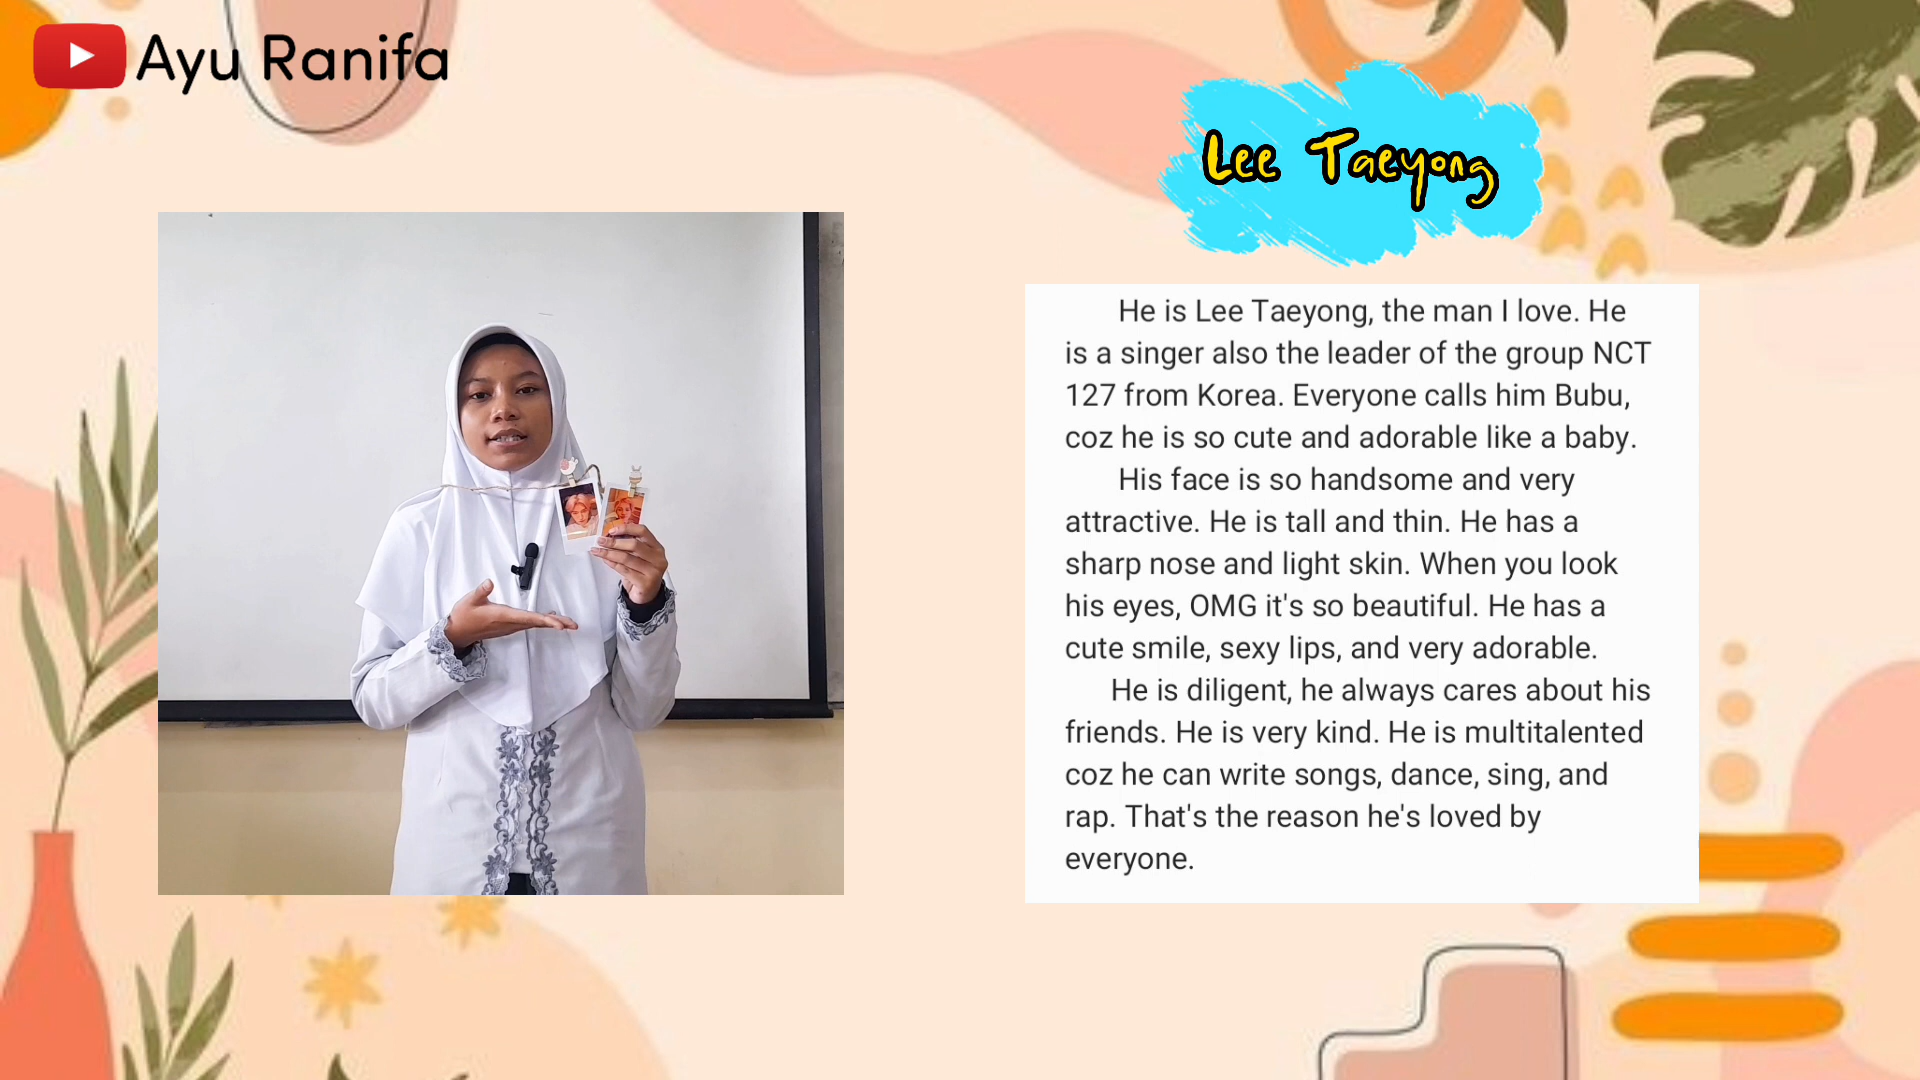 Ayu Ranifa
Lee Taeyong
He is Lee Taeyong, the man I love. He
is a singer also the leader of the group NCT
127 from Korea. Everyone calls him Bubu,
coz he is so cute and adorable like a baby.
His face is so handsome and very
attractive. He is tall and thin. He has a
sharp nose and light skin. When you look
his eyes, OMG it's so beautiful. He has a
cute smile, sexy lips, and very adorable.
He is diligent, he always cares about his
friends. He is very kind. He is multitalented
coz he can write songs, dance, sing, and
rap. That's the reason he's loved by
everyone.